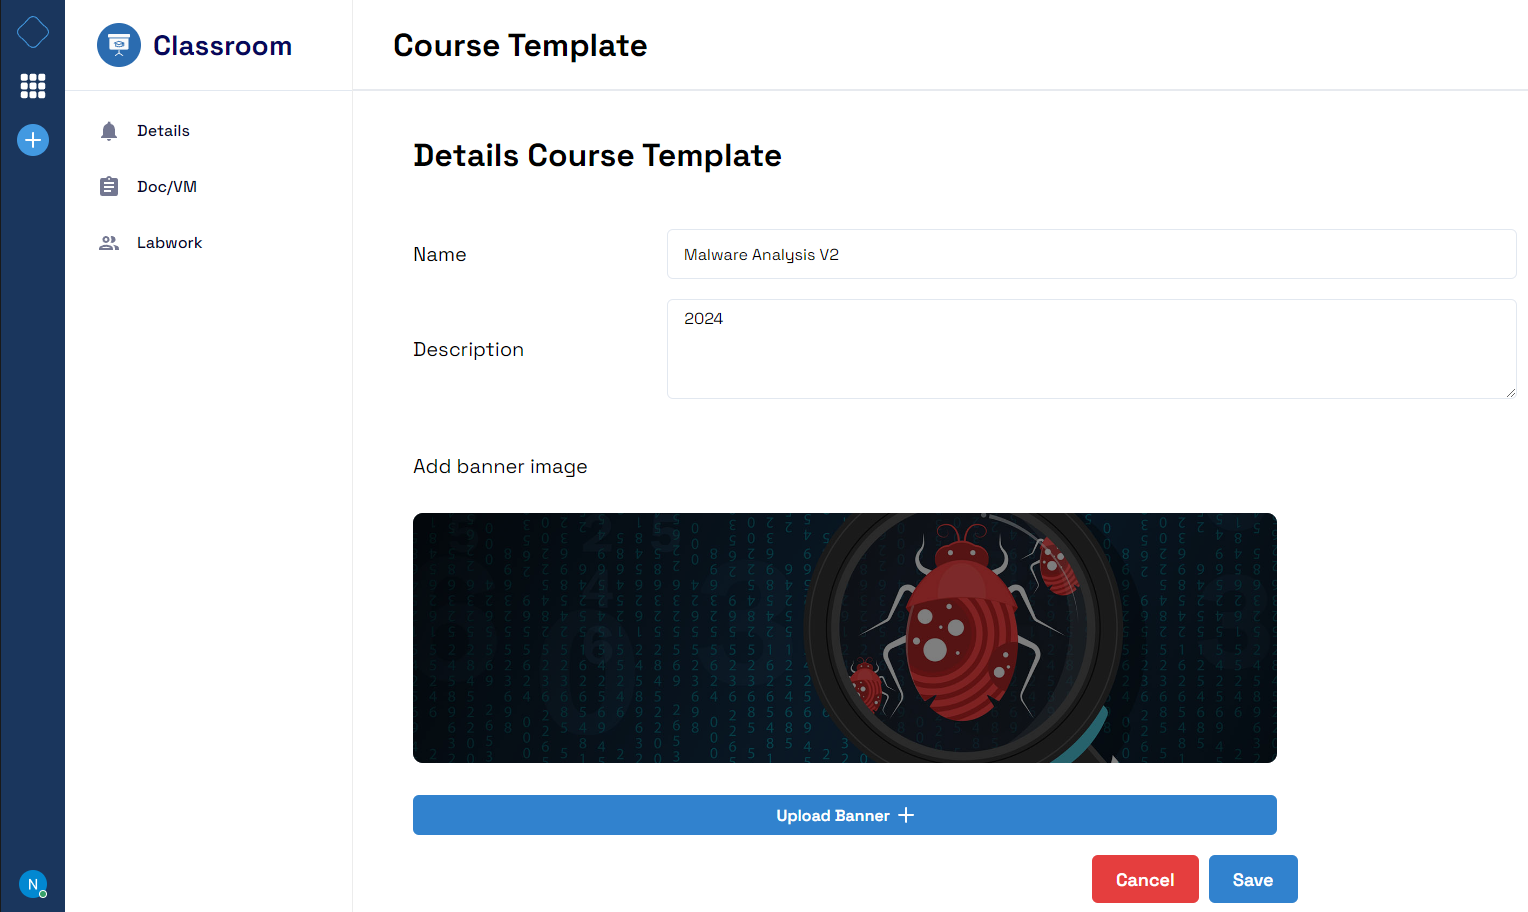 Classroom
Course Template
Details
Doc/VM
Labwork
Details Course Template
Name
Malware Analysis V2
Description
2024
Add banner image
Upload Banner
Cancel
Save
N